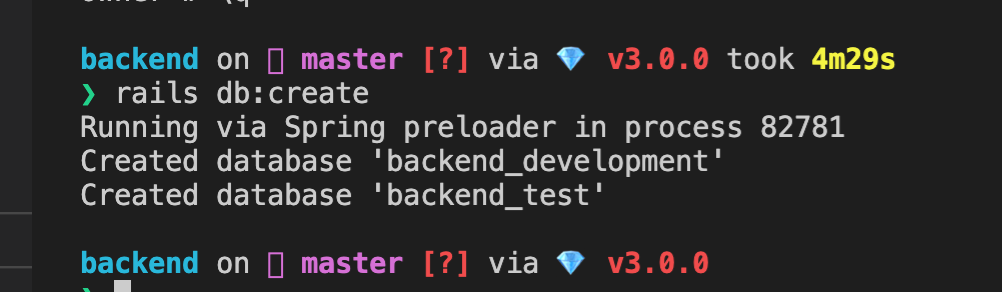 backend on master [?] via 💎 v3.0.0 took 4m29s
❯ rails db:create
Running via Spring preloader in process 82781
Created database 'backend_development'
Created database 'backend_test'
backend on master [?] via 💎 v3.0.0